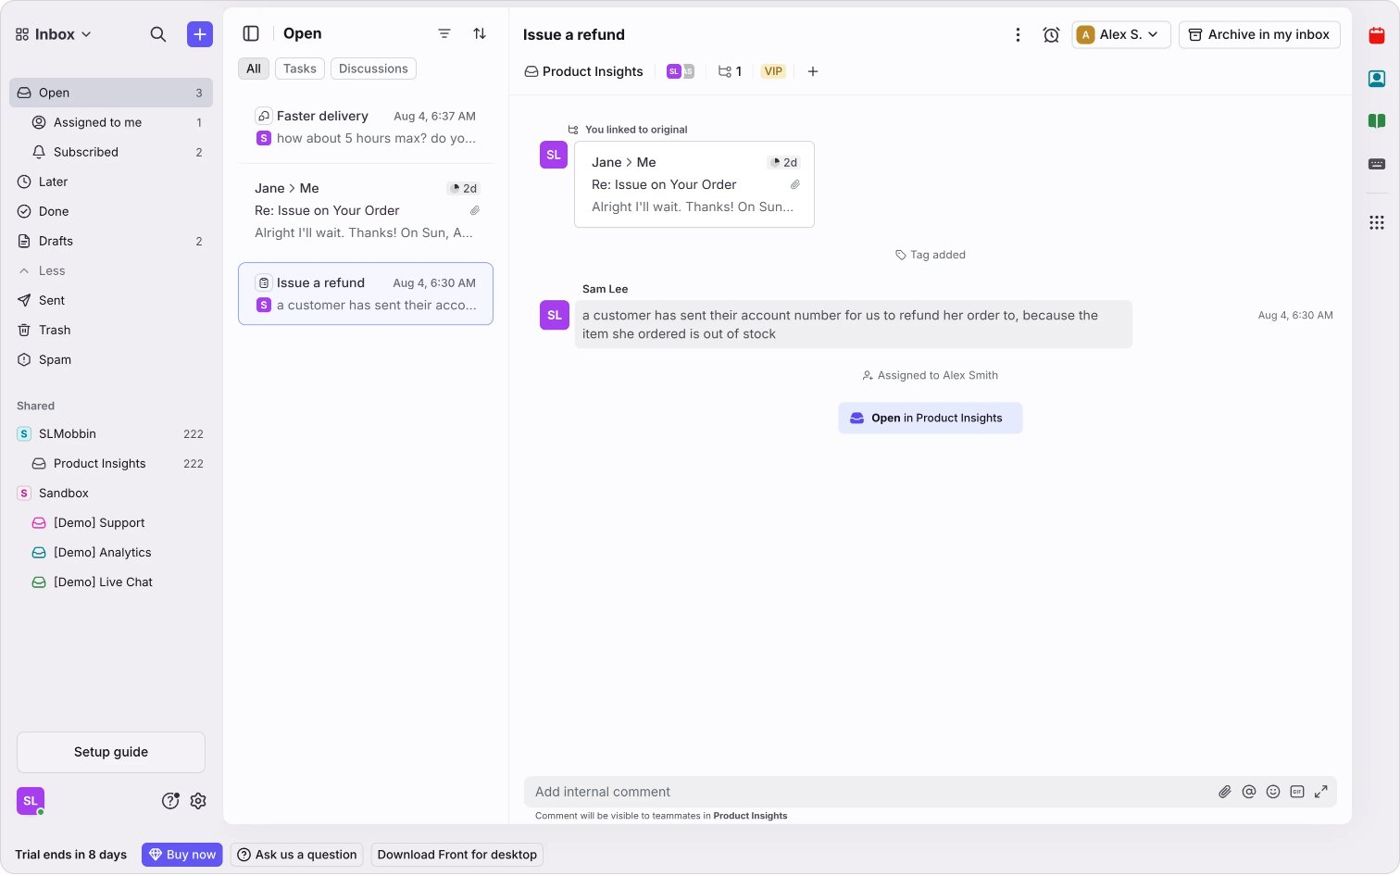 Inbox
Open 3
Assigned to me 1
Subscribed 2
Later
Done
Drafts 2
Less
Sent
Trash
Spam
Shared
S SLMobbin 222
Product Insights 222
S Sandbox
[Demo] Support
[Demo] Analytics
[Demo] Live Chat
Setup guide
SL
Open
All Tasks Discussions
Faster delivery Aug 4, 6:37 AM
S how about 5 hours max? do yo...
Jane > Me 2d
Re: Issue on Your Order
Alright I'll wait. Thanks! On Sun, A...
Issue a refund Aug 4, 6:30 AM
S a customer has sent their acco...
Issue a refund
A Alex S. Archive in my inbox
Product Insights SL AS 1 VIP
You linked to original
SL
Jane > Me 2d
Re: Issue on Your Order
Alright I'll wait. Thanks! On Sun...
Tag added
Sam Lee
SL
a customer has sent their account number for us to refund her order to, because the
item she ordered is out of stock
Aug 4, 6:30 AM
Assigned to Alex Smith
Open in Product Insights
Add internal comment
GIF
Comment will be visible to teammates in Product Insights
Trial ends in 8 days Buy now Ask us a question Download Front for desktop